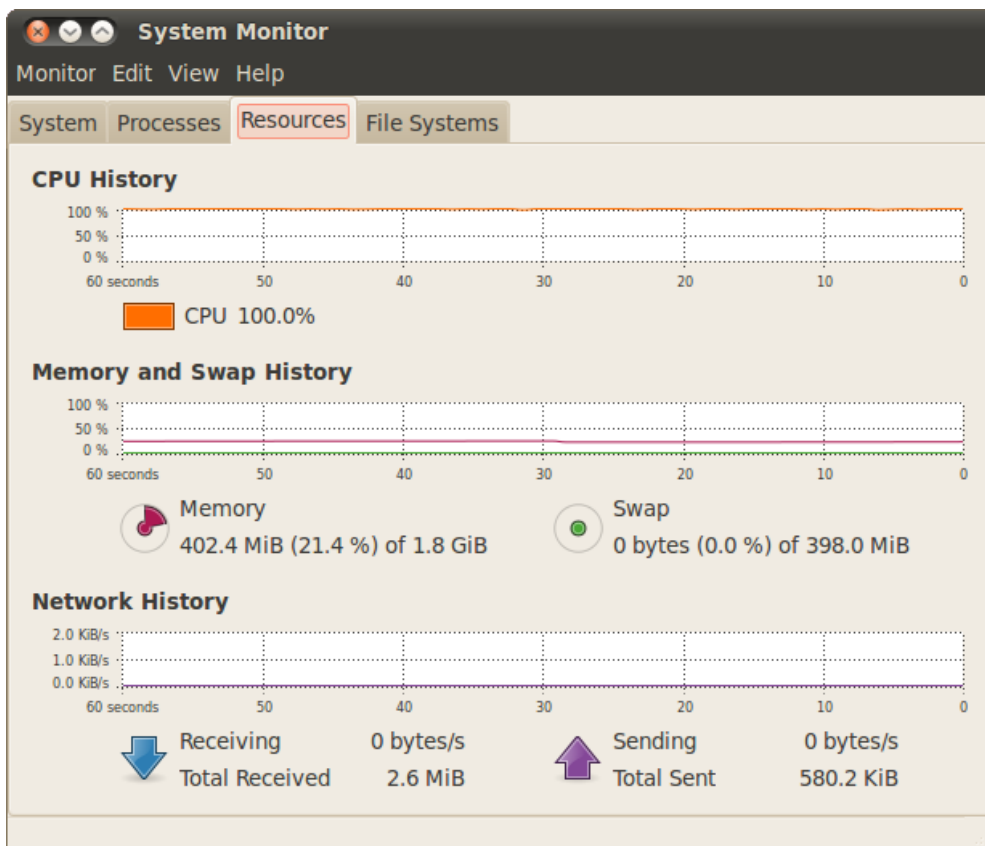 System Monitor
Monitor Edit View Help
System Processes Resources File Systems
CPU History
100 %
50 %
0 %
60 seconds 50 40 30 20 10 0
CPU 100.0%
Memory and Swap History
100 %
50 %
0 %
60 seconds 50 40 30 20 10 0
Memory Swap
402.4 MiB (21.4 %) of 1.8 GiB 0 bytes (0.0 %) of 398.0 MiB
Network History
2.0 KiB/s
1.0 KiB/s
0.0 KiB/s
60 seconds 50 40 30 20 10 0
Receiving 0 bytes/s Sending 0 bytes/s
Total Received 2.6 MiB Total Sent 580.2 KiB